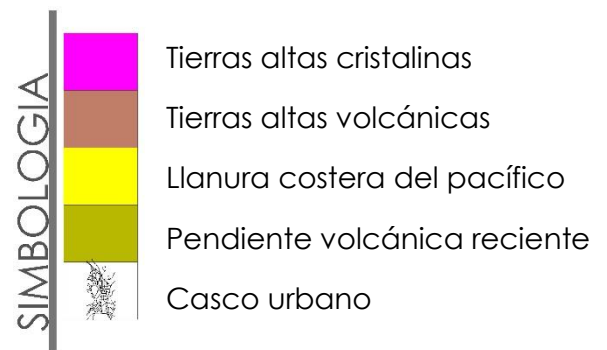 SIMBOLOGIA
Tierras altas cristalinas
Tierras altas volcánicas
Llanura costera del pacífico
Pendiente volcánica reciente
Casco urbano